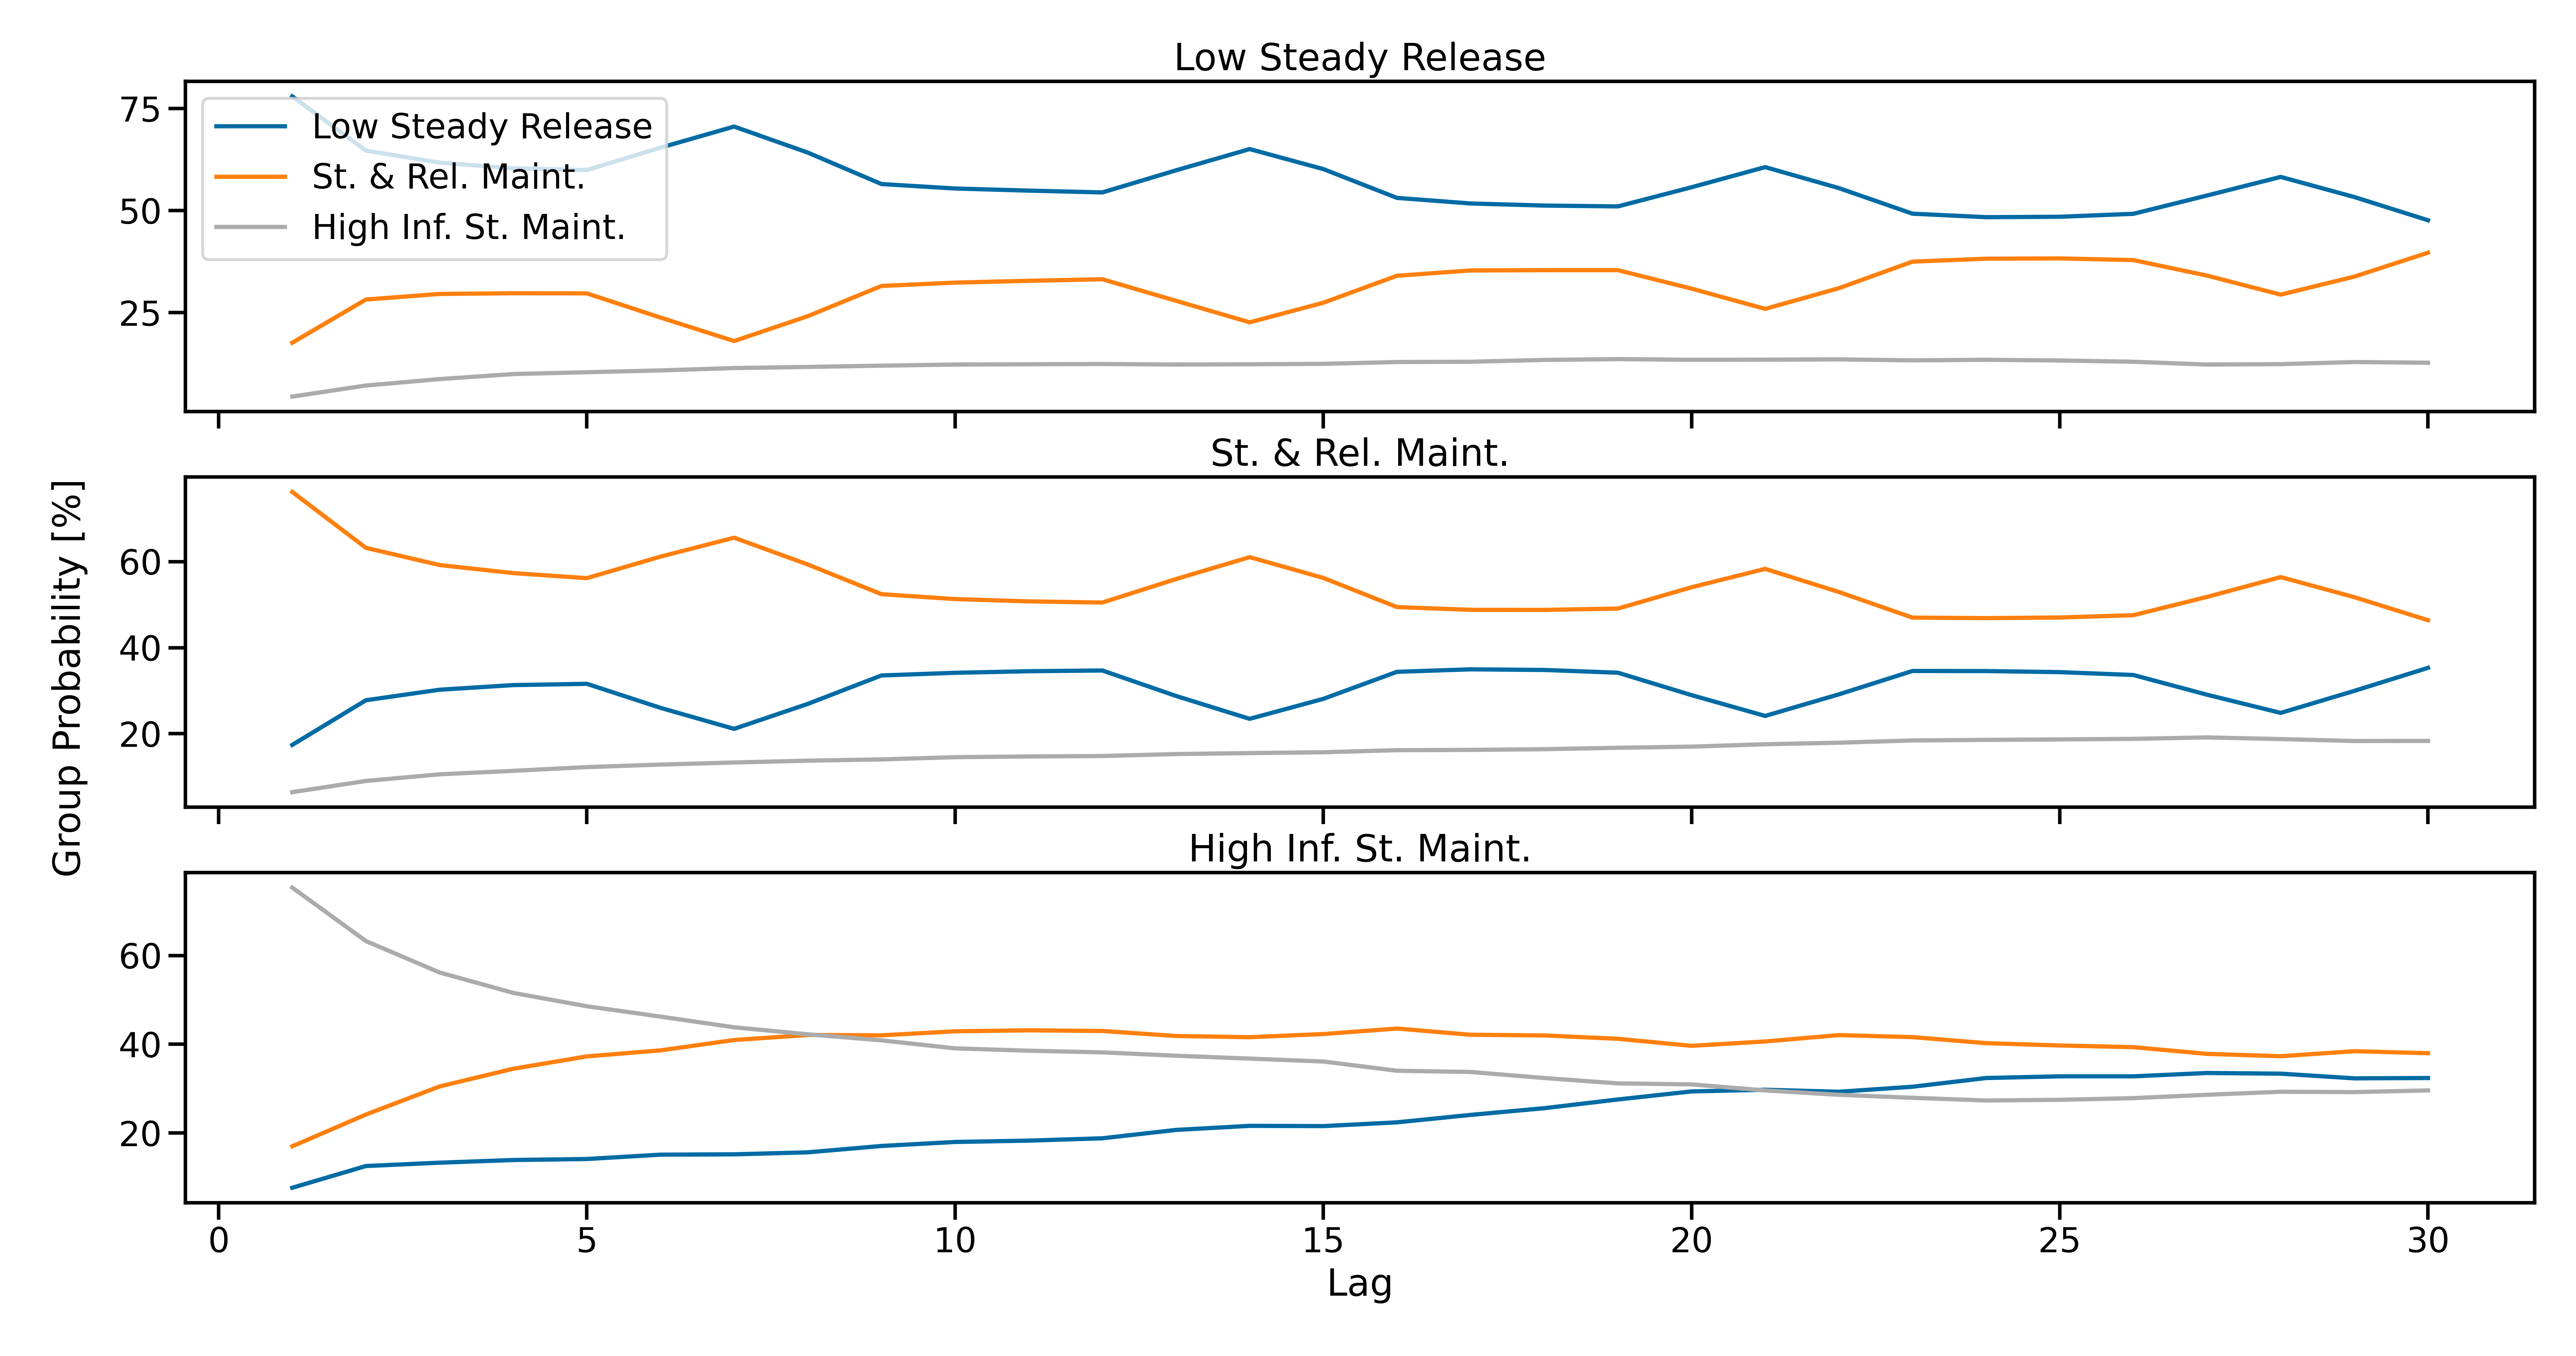 Low Steady Release
75
50
25
Low Steady Release
St. & Rel. Maint.
High Inf. St. Maint.
St. & Rel. Maint.
Group Probability [%]
60
40
20
High Inf. St. Maint.
60
40
20
0 5 10 15 20 25 30
Lag